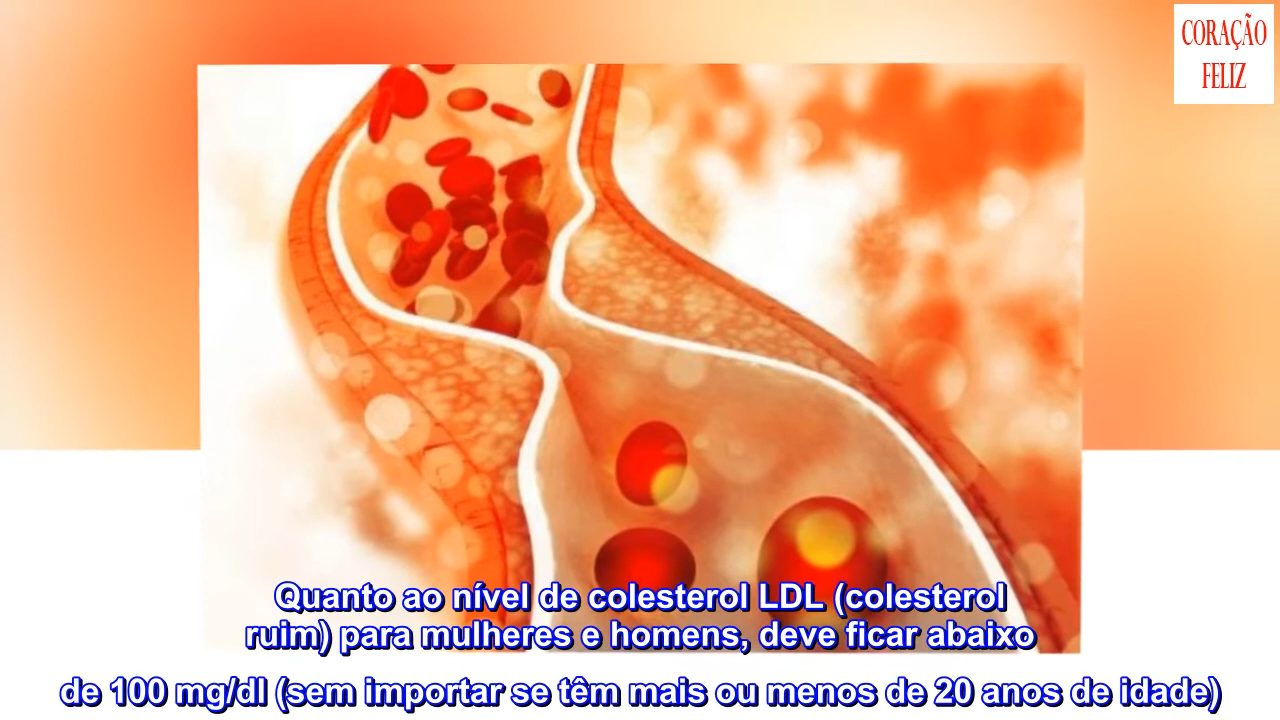 CORAÇÃO
FELIZ
Quanto ao nível de colesterol LDL (colesterol
ruim) para mulheres e homens, deve ficar abaixo
de 100 mg/dl (sem importar se têm mais ou menos de 20 anos de idade)